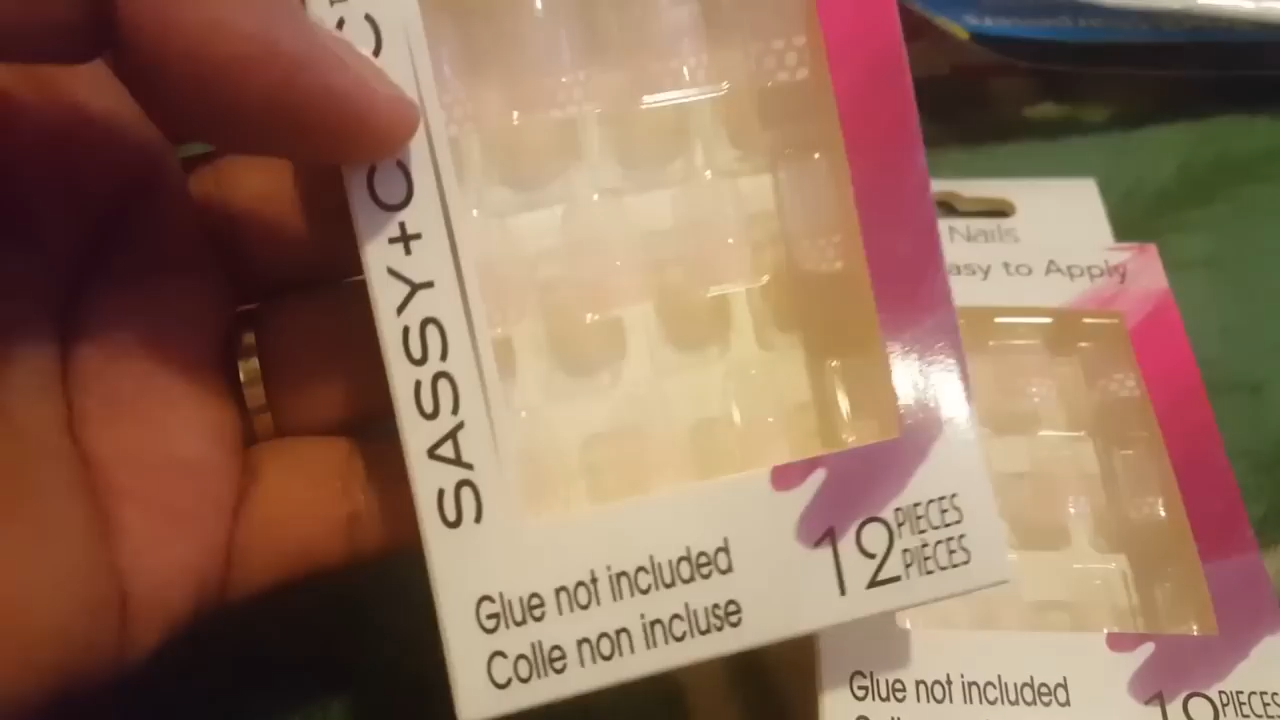 SASSY+C
Glue not included
Colle non incluse
12 PIECES
PIÈCES
Nails
asy to Apply
Glue not included
PIECES